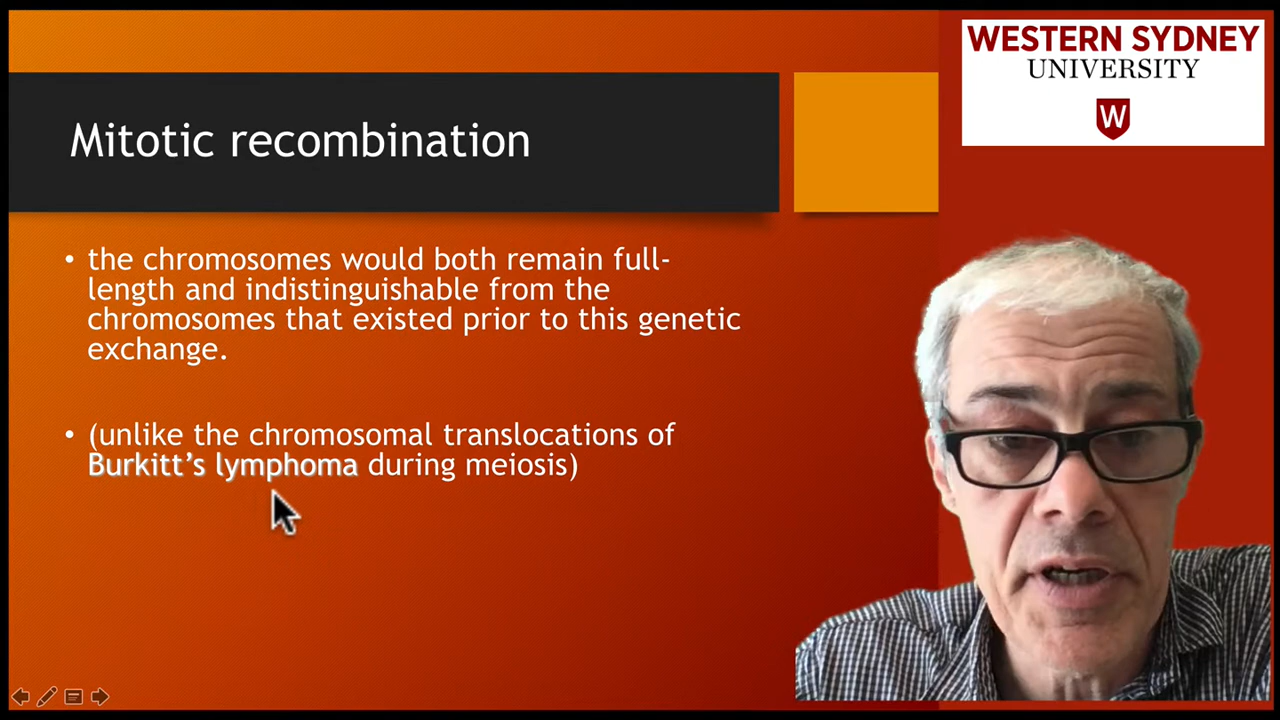 WESTERN SYDNEY
UNIVERSITY
W
Mitotic recombination
• the chromosomes would both remain full-
length and indistinguishable from the
chromosomes that existed prior to this genetic
exchange.
• (unlike the chromosomal translocations of
Burkitt’s lymphoma during meiosis)